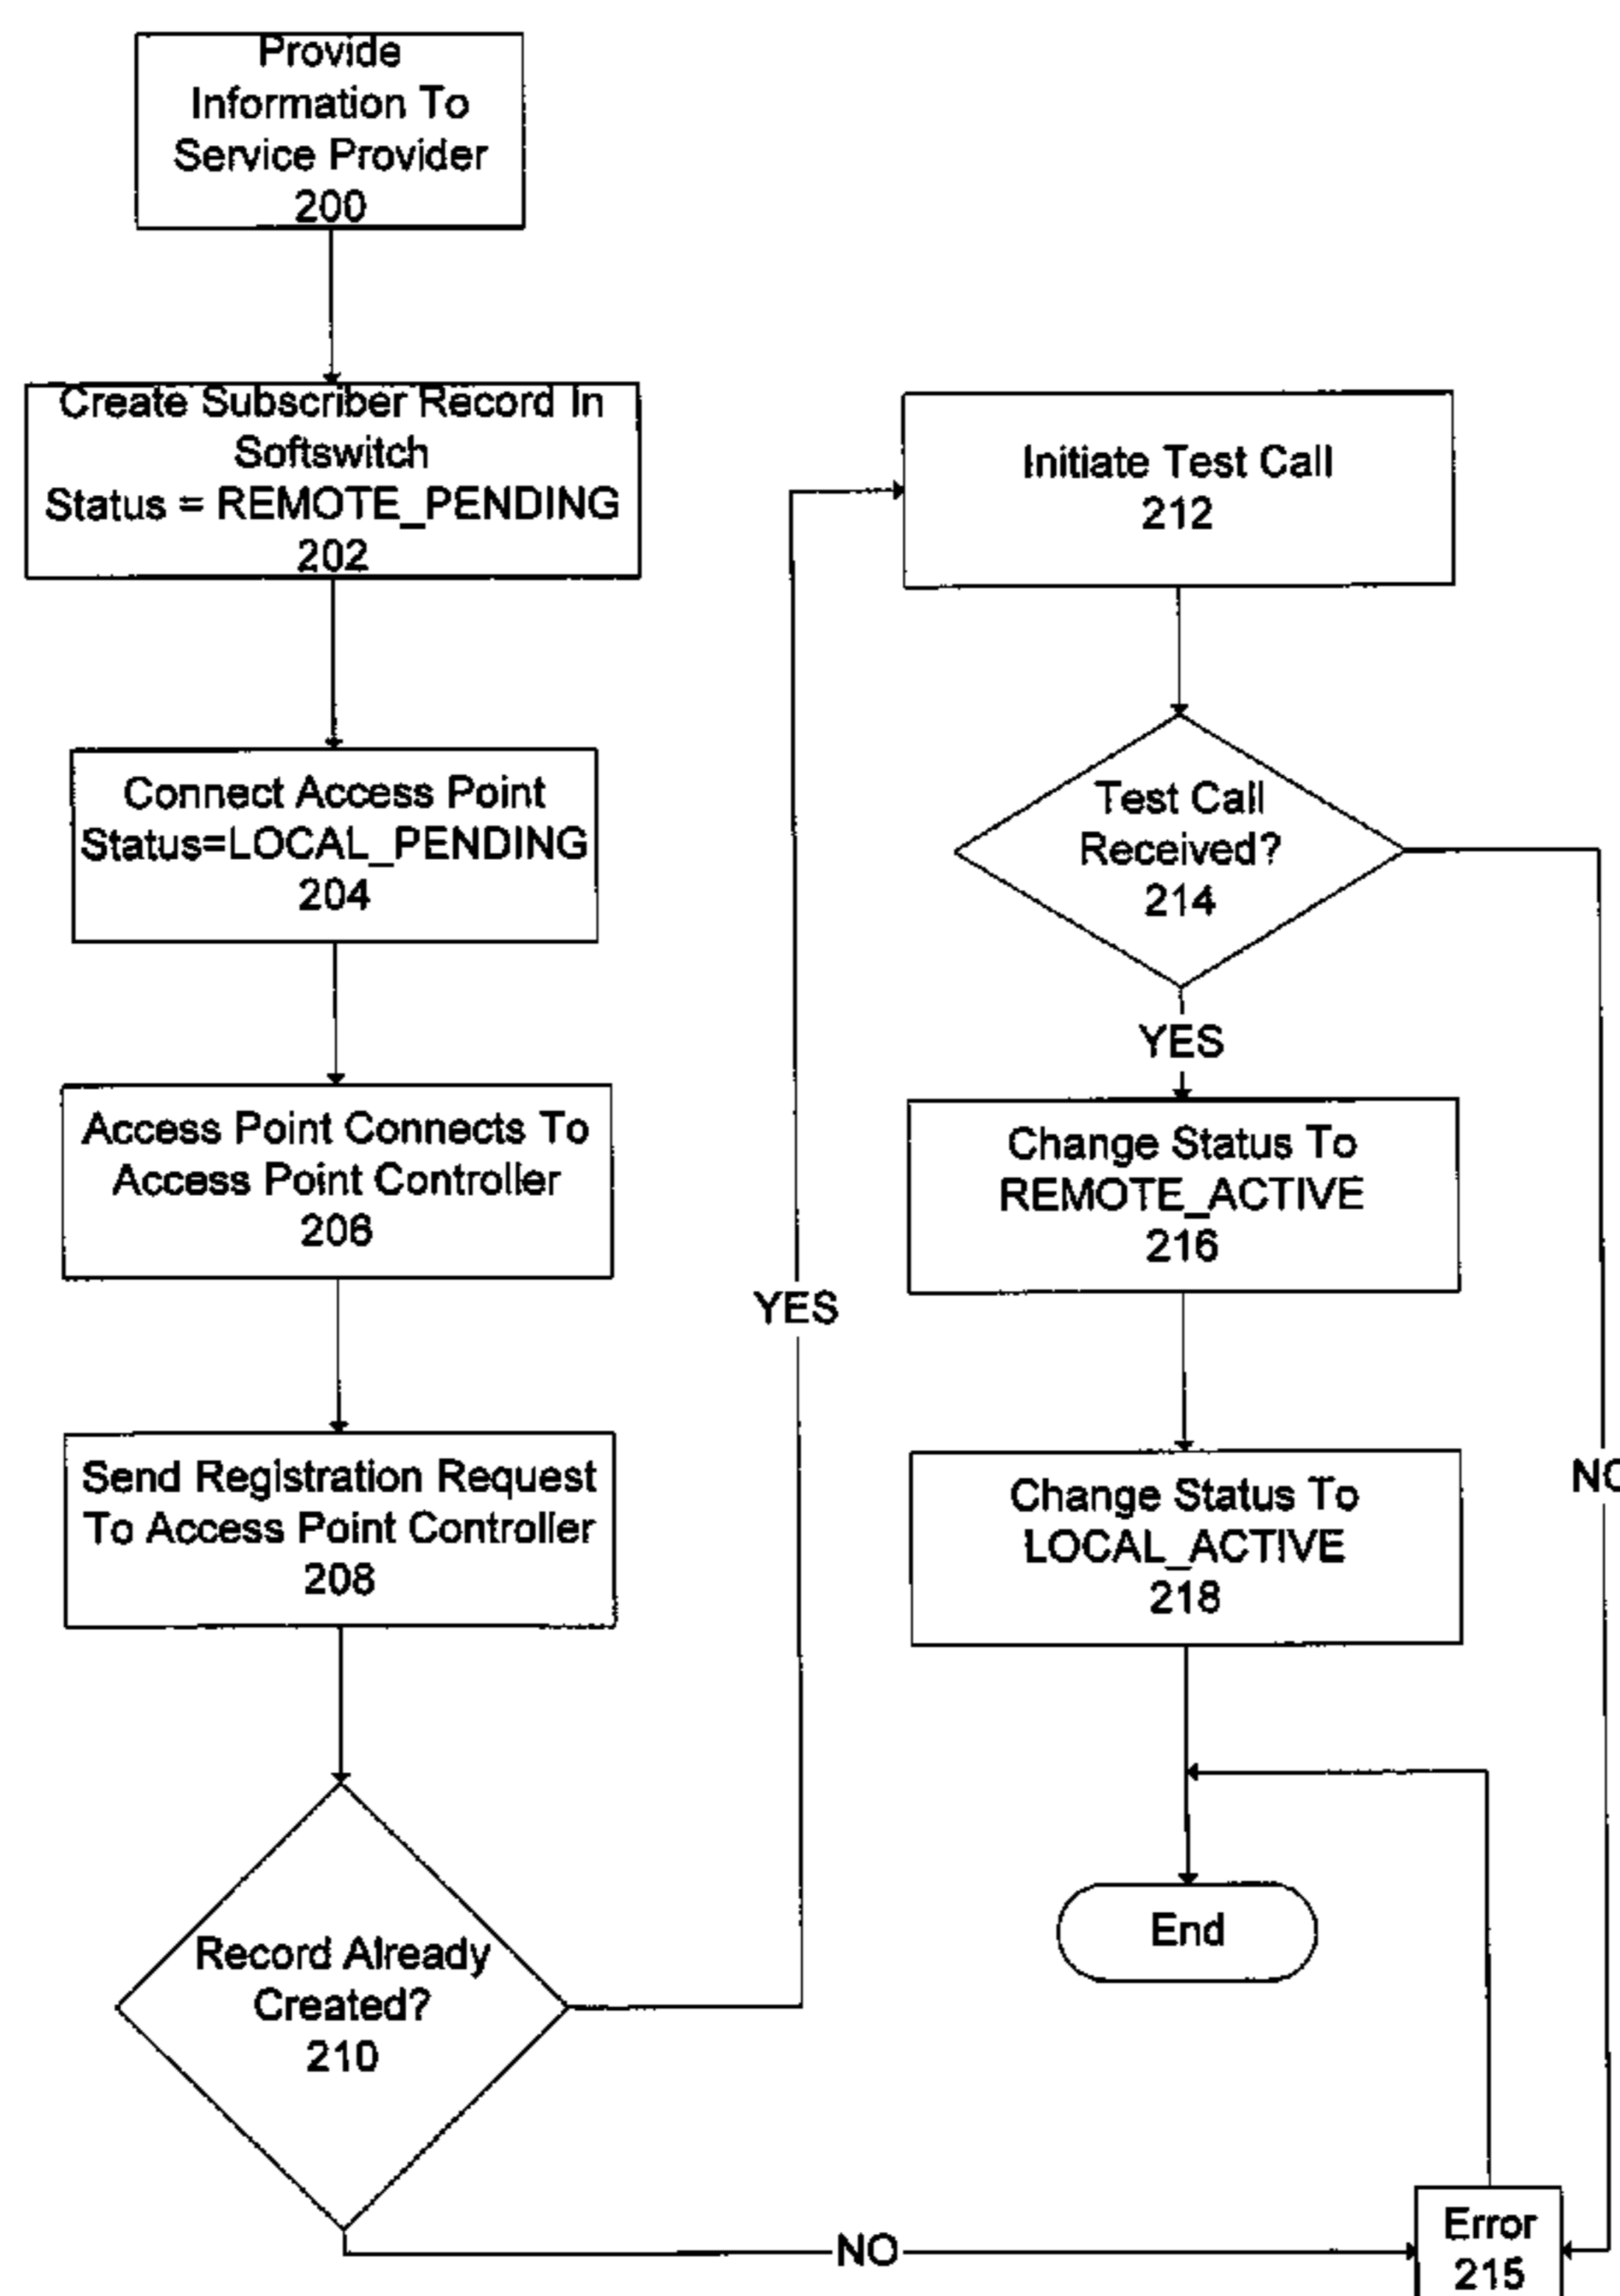 Provide
Information To
Service Provider
200
Create Subscriber Record In
Softswitch
Status = REMOTE_PENDING
202
Connect Access Point
Status=LOCAL_PENDING
204
Access Point Connects To
Access Point Controller
206
Send Registration Request
To Access Point Controller
208
Record Already
Created?
210
YES
NO
Initiate Test Call
212
Test Call
Received?
214
YES
NO
Change Status To
REMOTE_ACTIVE
216
Change Status To
LOCAL_ACTIVE
218
End
Error
215